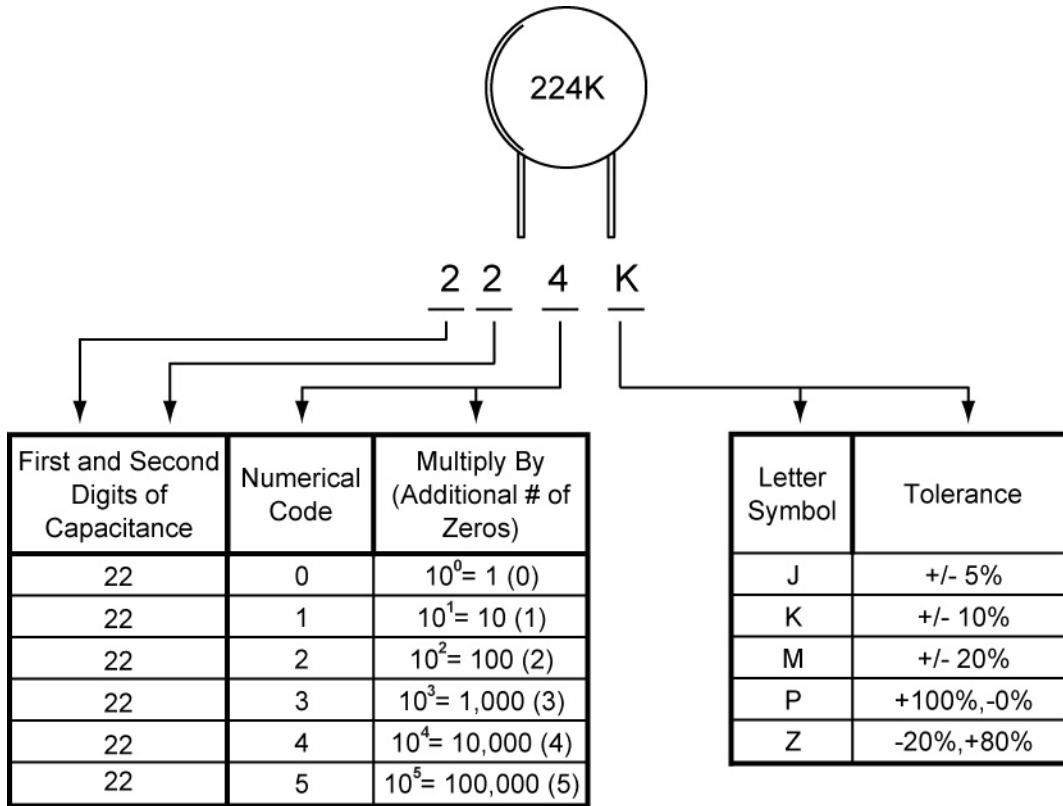 224K
2 2 4 K
First and Second
Digits of
Capacitance
Numerical
Code
Multiply By
(Additional # of
Zeros)
22 0 10⁰= 1 (0)
22 1 10¹= 10 (1)
22 2 10²= 100 (2)
22 3 10³= 1,000 (3)
22 4 10⁴= 10,000 (4)
22 5 10⁵= 100,000 (5)
Letter
Symbol
Tolerance
J +/- 5%
K +/- 10%
M +/- 20%
P +100%,-0%
Z -20%,+80%